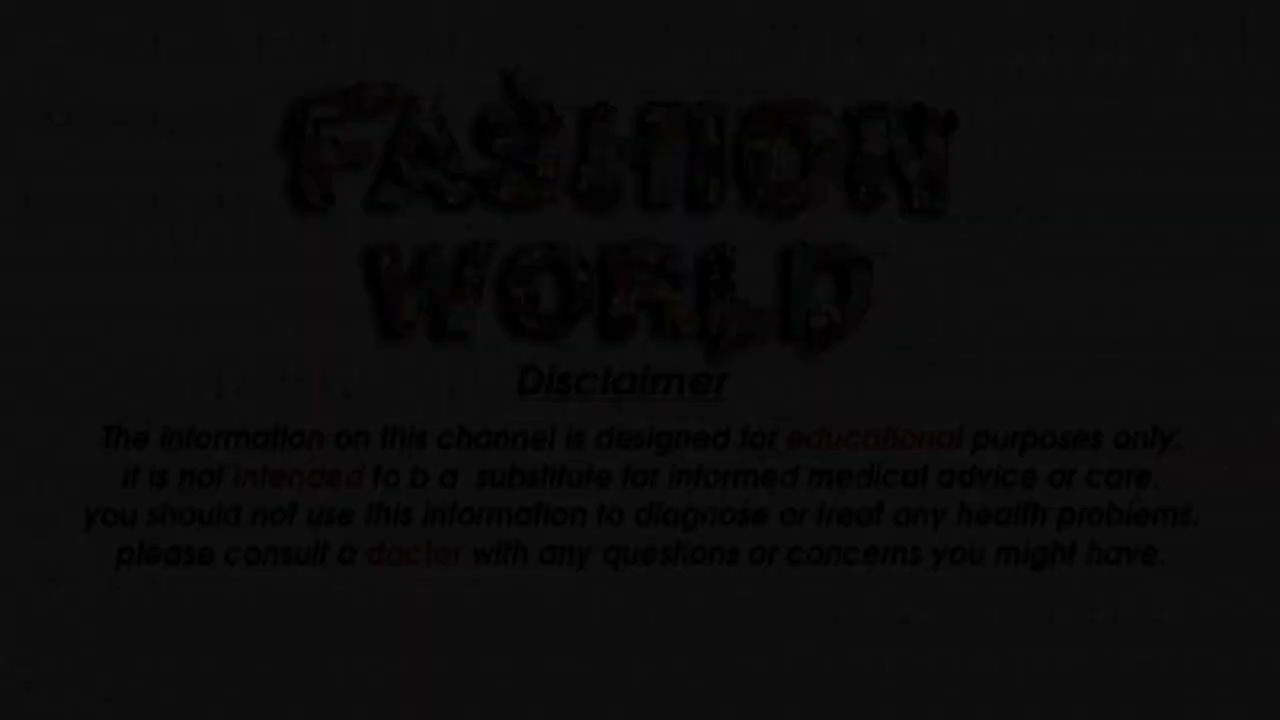 FASHION
WORLD
Disclaimer
The information on this channel is designed for educational purposes only.
it is not intended to b a substitute for informed medical advice or care.
you should not use this information to diagnose or treat any health problems.
please consult a doctor with any questions or concerns you might have.